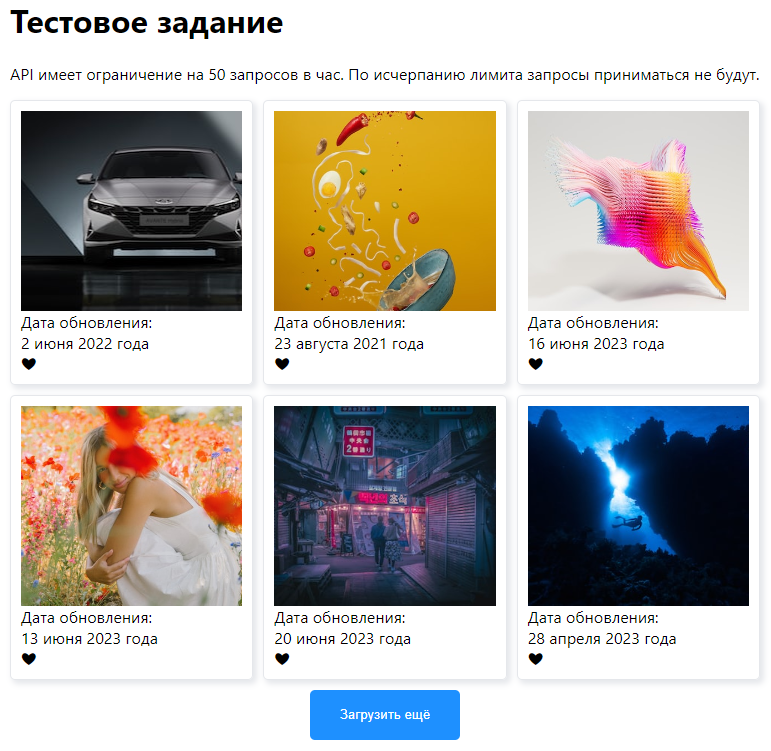 Тестовое задание
API имеет ограничение на 50 запросов в час. По исчерпанию лимита запросы приниматься не будут.
Дата обновления:
2 июня 2022 года
Дата обновления:
23 августа 2021 года
Дата обновления:
16 июня 2023 года
Дата обновления:
13 июня 2023 года
Дата обновления:
20 июня 2023 года
Дата обновления:
28 апреля 2023 года
Загрузить ещё